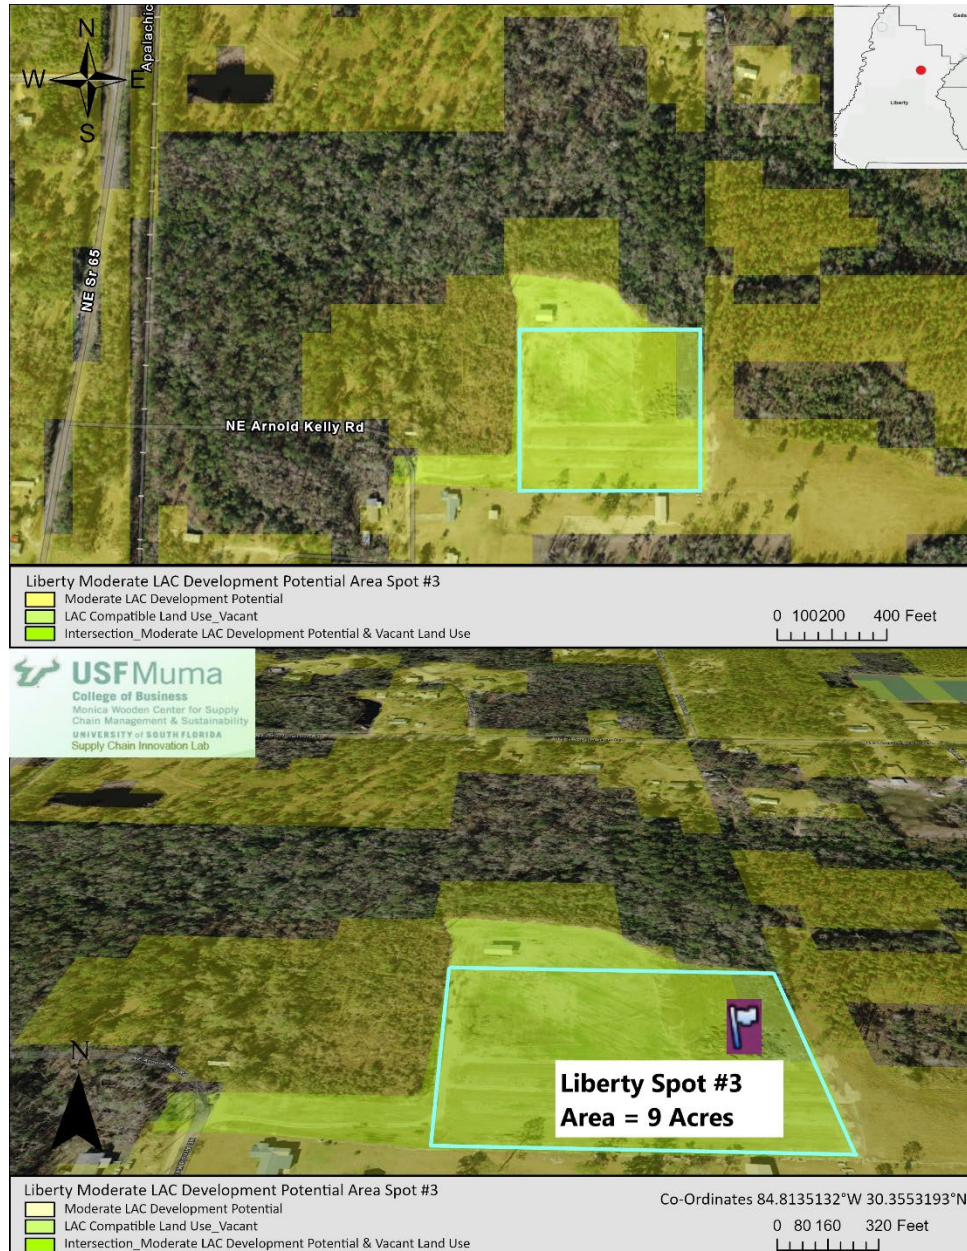 N
W E
S
Apalachic
NE Sr 65
NE Arnold Kelly Rd
Gads
Liberty
Liberty Moderate LAC Development Potential Area Spot #3
Moderate LAC Development Potential
LAC Compatible Land Use_Vacant
Intersection_Moderate LAC Development Potential & Vacant Land Use
0 100200 400 Feet
USF Muma
College of Business
Monica Wooden Center for Supply
Chain Management & Sustainability
UNIVERSITY of SOUTH FLORIDA
Supply Chain Innovation Lab
N
Liberty Spot #3
Area = 9 Acres
Liberty Moderate LAC Development Potential Area Spot #3
Moderate LAC Development Potential
LAC Compatible Land Use_Vacant
Intersection_Moderate LAC Development Potential & Vacant Land Use
Co-Ordinates 84.8135132°W 30.3553193°N
0 80 160 320 Feet